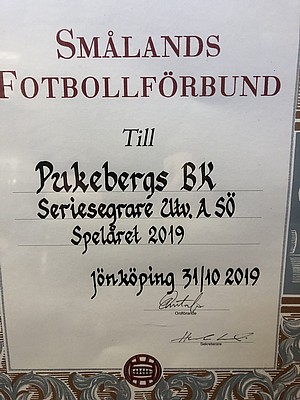 SMÅLANDS
FOTBOLLFÖRBUND
Till
Pukebergs BK
Seriesegrare Utv. A SÖ
Spelåret 2019
Jönköping 31/10 2019
Ordförande
Sekreterare